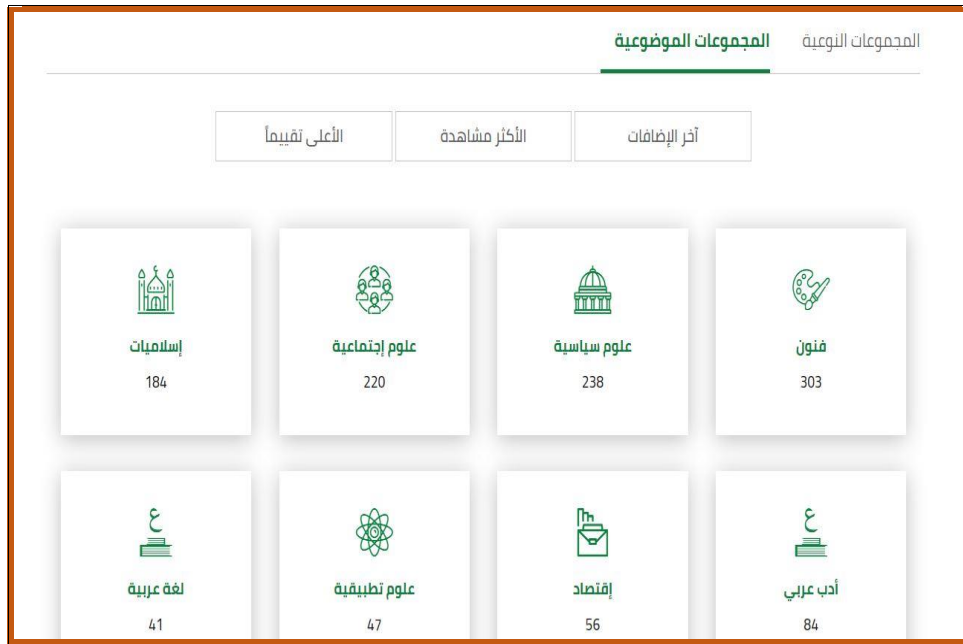 المجموعات النوعية المجموعات الموضوعية
آخر الإضافات الأكثر مشاهدة الأعلى تقييماً
فنون علوم سياسية علوم إجتماعية إسلاميات
303 238 220 184
أدب عربي إقتصاد علوم تطبيقية لغة عربية
84 56 47 41